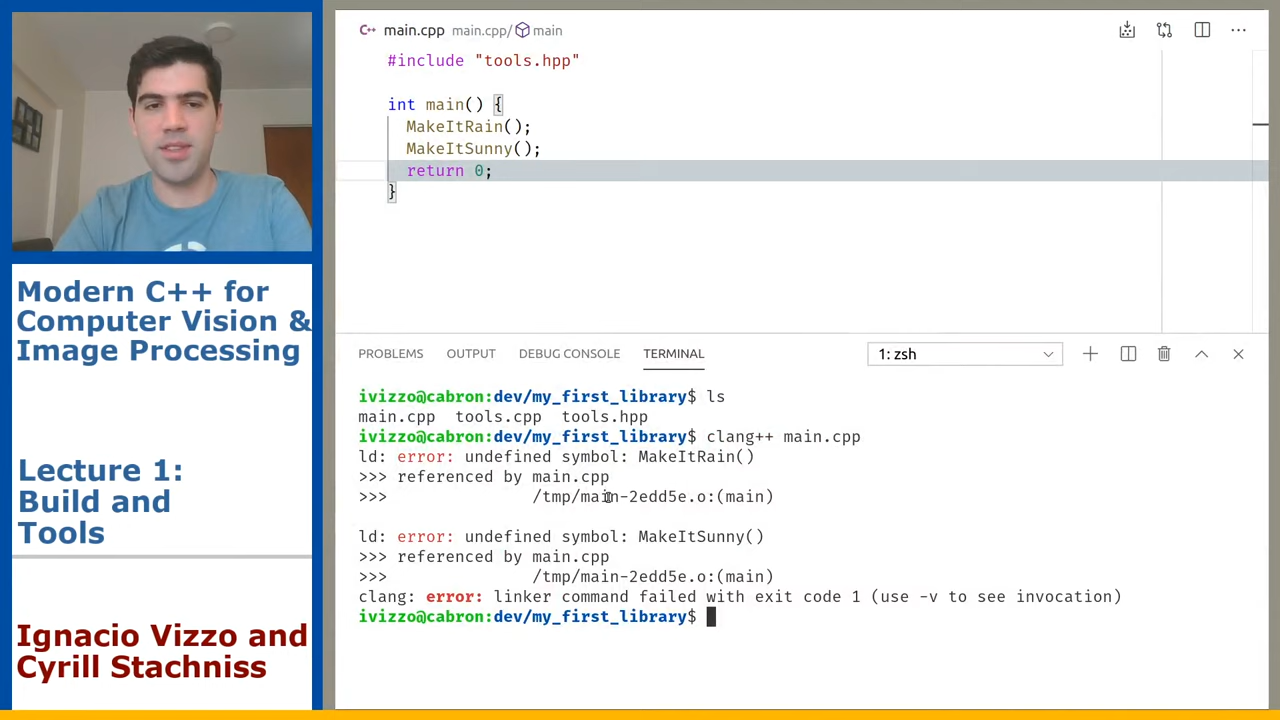 Modern C++ for
Computer Vision &
Image Processing
Lecture 1:
Build and
Tools
Ignacio Vizzo and
Cyrill Stachniss
C++ main.cpp main.cpp/ main
#include "tools.hpp"
int main() {
MakeItRain();
MakeItSunny();
return 0;
}
PROBLEMS OUTPUT DEBUG CONSOLE TERMINAL 1: zsh
ivizzo@cabron:dev/my_first_library$ ls
main.cpp tools.cpp tools.hpp
ivizzo@cabron:dev/my_first_library$ clang++ main.cpp
ld: error: undefined symbol: MakeItRain()
>>> referenced by main.cpp
>>> /tmp/main-2edd5e.o:(main)
ld: error: undefined symbol: MakeItSunny()
>>> referenced by main.cpp
>>> /tmp/main-2edd5e.o:(main)
clang: error: linker command failed with exit code 1 (use -v to see invocation)
ivizzo@cabron:dev/my_first_library$